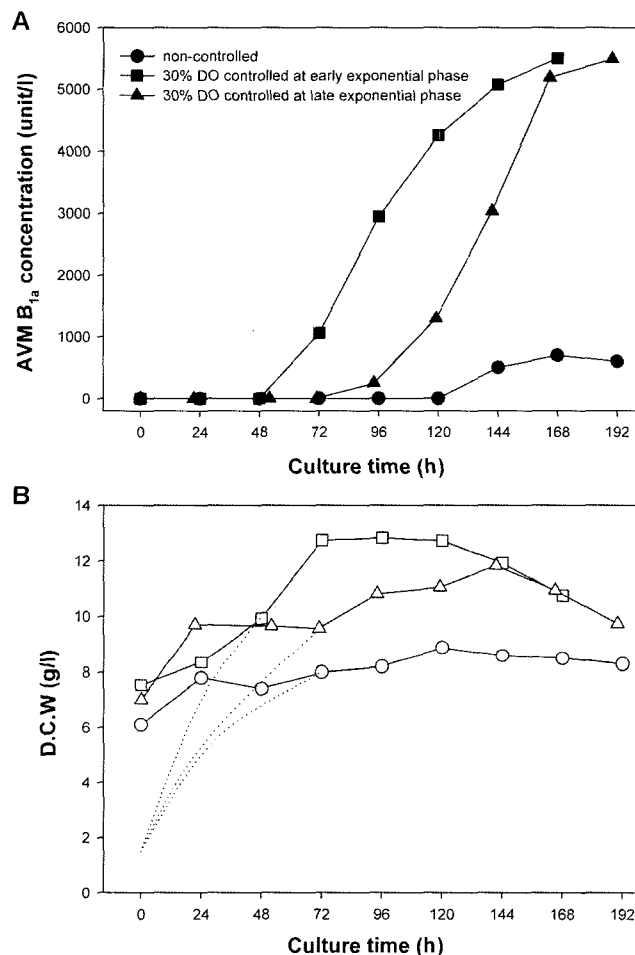 A
6000
5000
4000
3000
2000
1000
0
AVM B1a concentration (unit/l)
non-controlled
30% DO controlled at early exponential phase
30% DO controlled at late exponential phase
0 24 48 72 96 120 144 168 192
Culture time (h)
B
14
12
10
8
6
4
2
0
D.C.W (g/l)
0 24 48 72 96 120 144 168 192
Culture time (h)